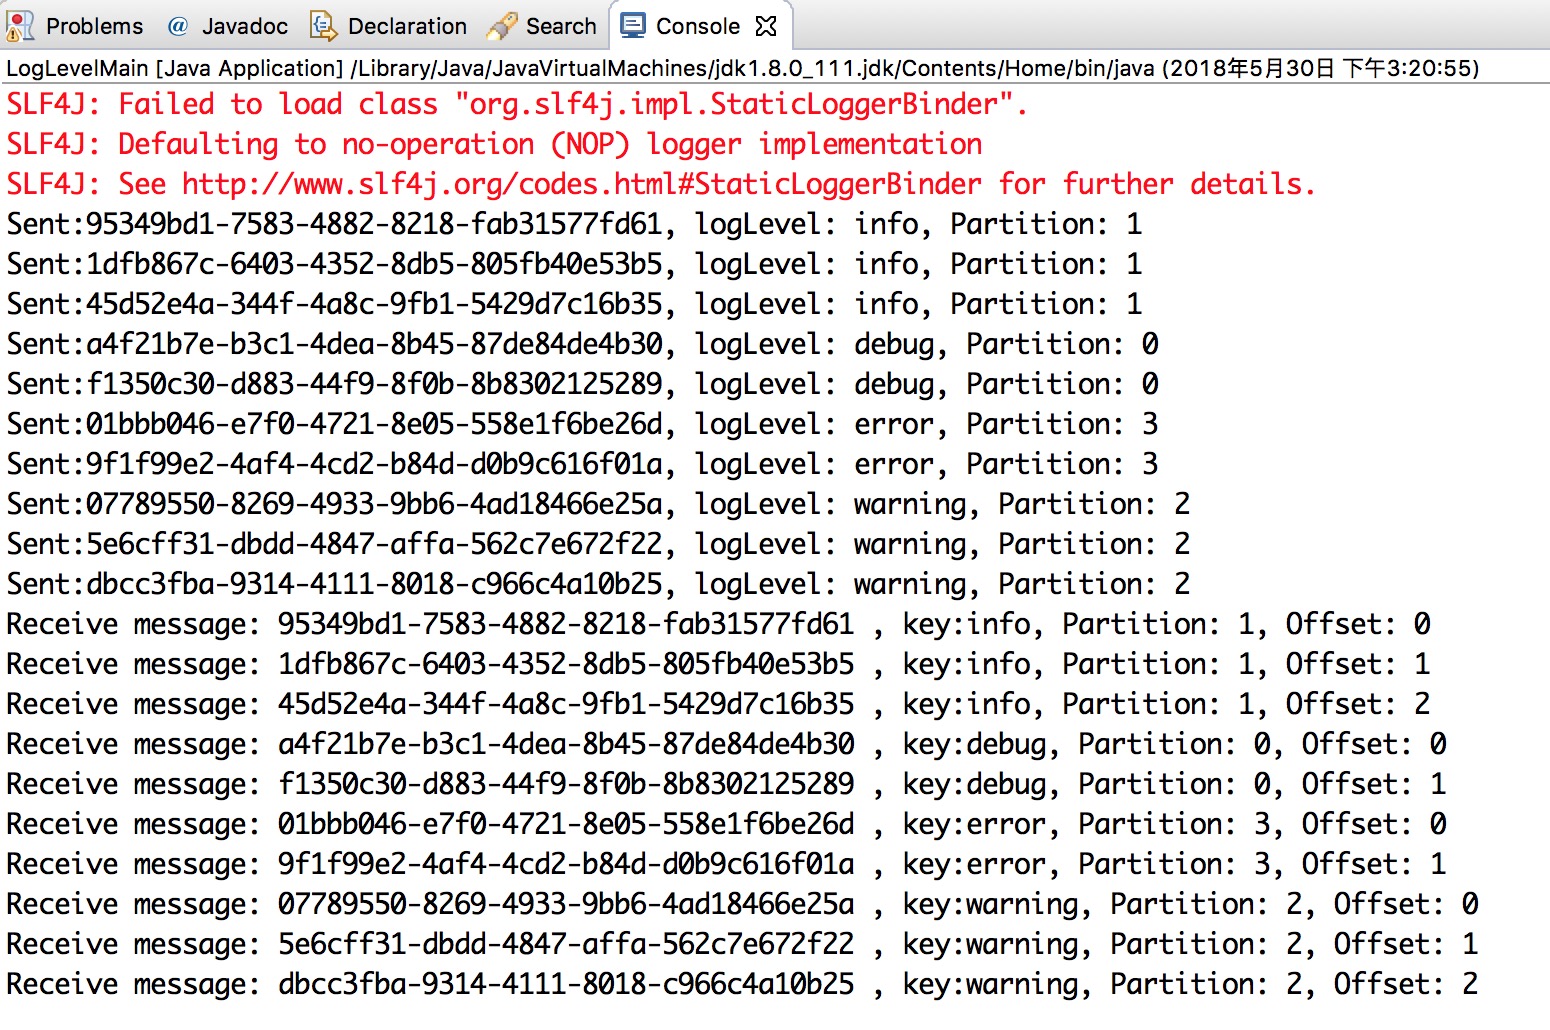 Problems @ Javadoc Declaration Search Console
LogLevelMain [Java Application] /Library/Java/JavaVirtualMachines/jdk1.8.0_111.jdk/Contents/Home/bin/java (2018年5月30日 下午3:20:55)
SLF4J: Failed to load class "org.slf4j.impl.StaticLoggerBinder".
SLF4J: Defaulting to no-operation (NOP) logger implementation
SLF4J: See http://www.slf4j.org/codes.html#StaticLoggerBinder for further details.
Sent:95349bd1-7583-4882-8218-fab31577fd61, logLevel: info, Partition: 1
Sent:1dfb867c-6403-4352-8db5-805fb40e53b5, logLevel: info, Partition: 1
Sent:45d52e4a-344f-4a8c-9fb1-5429d7c16b35, logLevel: info, Partition: 1
Sent:a4f21b7e-b3c1-4dea-8b45-87de84de4b30, logLevel: debug, Partition: 0
Sent:f1350c30-d883-44f9-8f0b-8b8302125289, logLevel: debug, Partition: 0
Sent:01bbb046-e7f0-4721-8e05-558e1f6be26d, logLevel: error, Partition: 3
Sent:9f1f99e2-4af4-4cd2-b84d-d0b9c616f01a, logLevel: error, Partition: 3
Sent:07789550-8269-4933-9bb6-4ad18466e25a, logLevel: warning, Partition: 2
Sent:5e6cff31-dbdd-4847-affa-562c7e672f22, logLevel: warning, Partition: 2
Sent:dbcc3fba-9314-4111-8018-c966c4a10b25, logLevel: warning, Partition: 2
Receive message: 95349bd1-7583-4882-8218-fab31577fd61 , key:info, Partition: 1, Offset: 0
Receive message: 1dfb867c-6403-4352-8db5-805fb40e53b5 , key:info, Partition: 1, Offset: 1
Receive message: 45d52e4a-344f-4a8c-9fb1-5429d7c16b35 , key:info, Partition: 1, Offset: 2
Receive message: a4f21b7e-b3c1-4dea-8b45-87de84de4b30 , key:debug, Partition: 0, Offset: 0
Receive message: f1350c30-d883-44f9-8f0b-8b8302125289 , key:debug, Partition: 0, Offset: 1
Receive message: 01bbb046-e7f0-4721-8e05-558e1f6be26d , key:error, Partition: 3, Offset: 0
Receive message: 9f1f99e2-4af4-4cd2-b84d-d0b9c616f01a , key:error, Partition: 3, Offset: 1
Receive message: 07789550-8269-4933-9bb6-4ad18466e25a , key:warning, Partition: 2, Offset: 0
Receive message: 5e6cff31-dbdd-4847-affa-562c7e672f22 , key:warning, Partition: 2, Offset: 1
Receive message: dbcc3fba-9314-4111-8018-c966c4a10b25 , key:warning, Partition: 2, Offset: 2